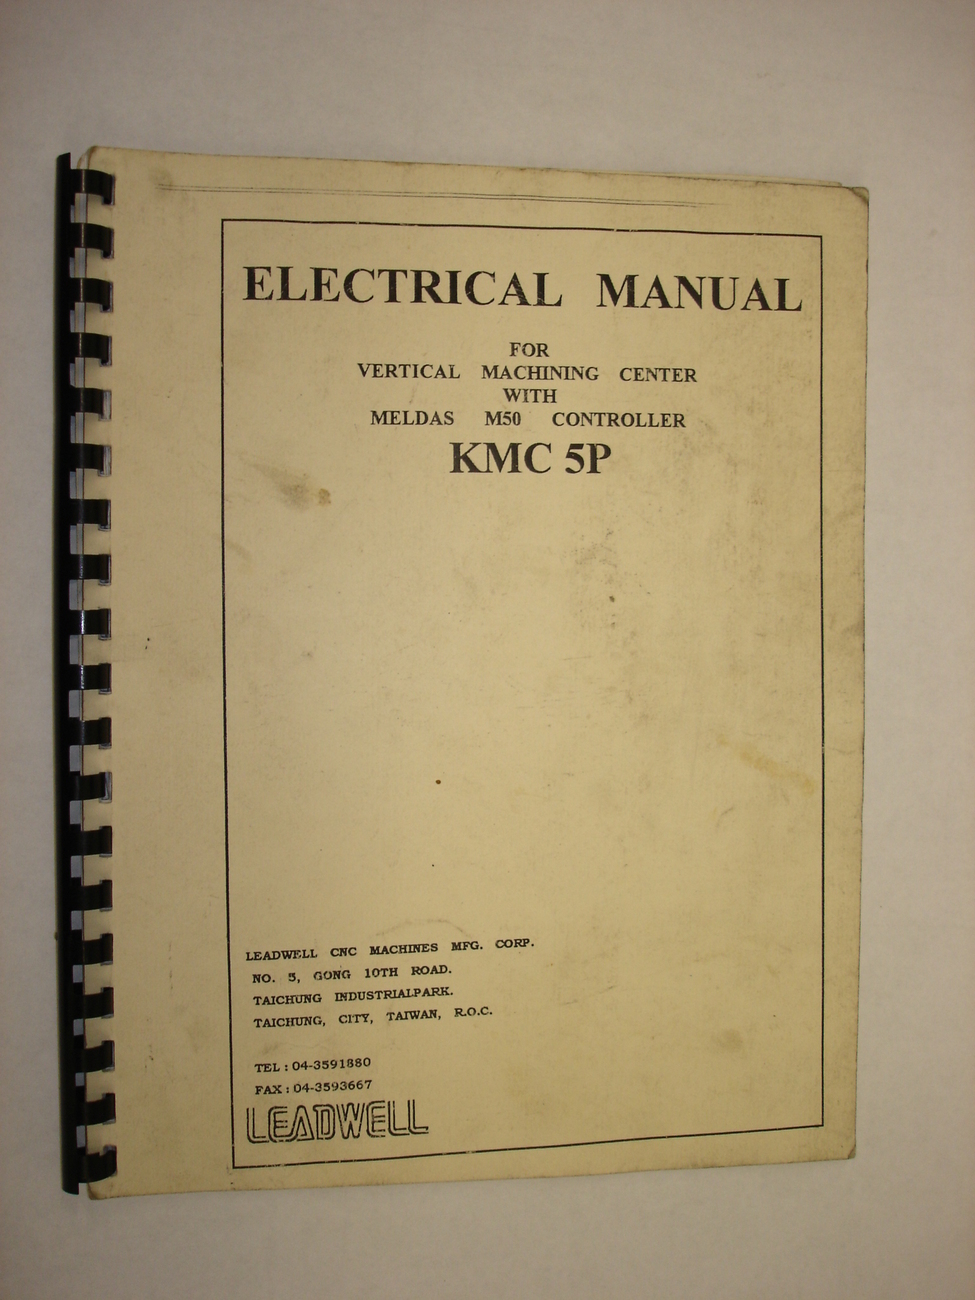 ELECTRICAL MANUAL
FOR
VERTICAL MACHINING CENTER
WITH
MELDAS M50 CONTROLLER
KMC 5P
LEADWELL CNC MACHINES MFG. CORP.
NO. 5, GONG 10TH ROAD.
TAICHUNG INDUSTRIALPARK.
TAICHUNG, CITY, TAIWAN, R.O.C.
TEL : 04-3591880
FAX : 04-3593667
LEADWELL